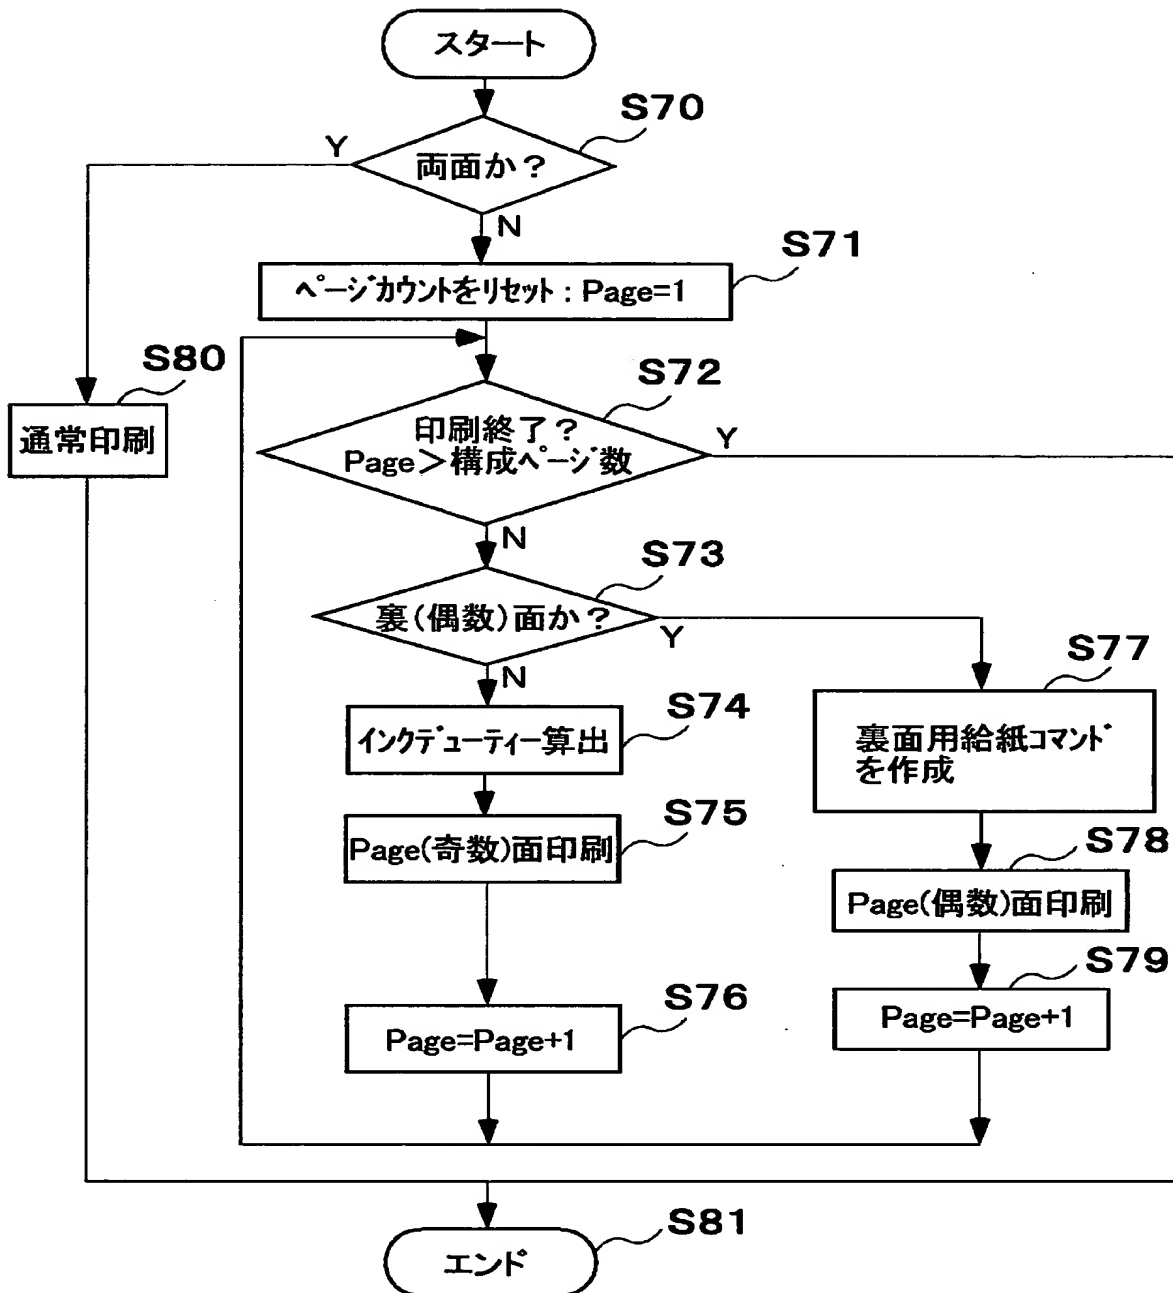 スタート
S70
Y
両面か？
N
S71
ページカウントをリセット：Page=1
S80
S72
通常印刷
印刷終了？
Page＞構成ページ数
Y
N
S73
裏(偶数)面か？
Y
N
S77
S74
インクデューティー算出
裏面用給紙コマンド
を作成
S75
Page(奇数)面印刷
S78
Page(偶数)面印刷
S79
S76
Page=Page+1
Page=Page+1
S81
エンド